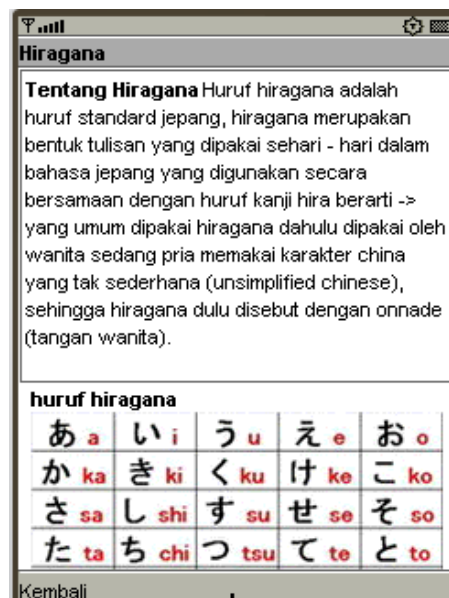 Hiragana
Tentang Hiragana Huruf hiragana adalah
huruf standard jepang, hiragana merupakan
bentuk tulisan yang dipakai sehari - hari dalam
bahasa jepang yang digunakan secara
bersamaan dengan huruf kanji hira berarti ->
yang umum dipakai hiragana dahulu dipakai oleh
wanita sedang pria memakai karakter china
yang tak sederhana (unsimplified chinese),
sehingga hiragana dulu disebut dengan onnade
(tangan wanita).
huruf hiragana
あ a い i う u え e お o
か ka き ki く ku け ke こ ko
さ sa し shi す su せ se そ so
た ta ち chi つ tsu て te と to
Kembali